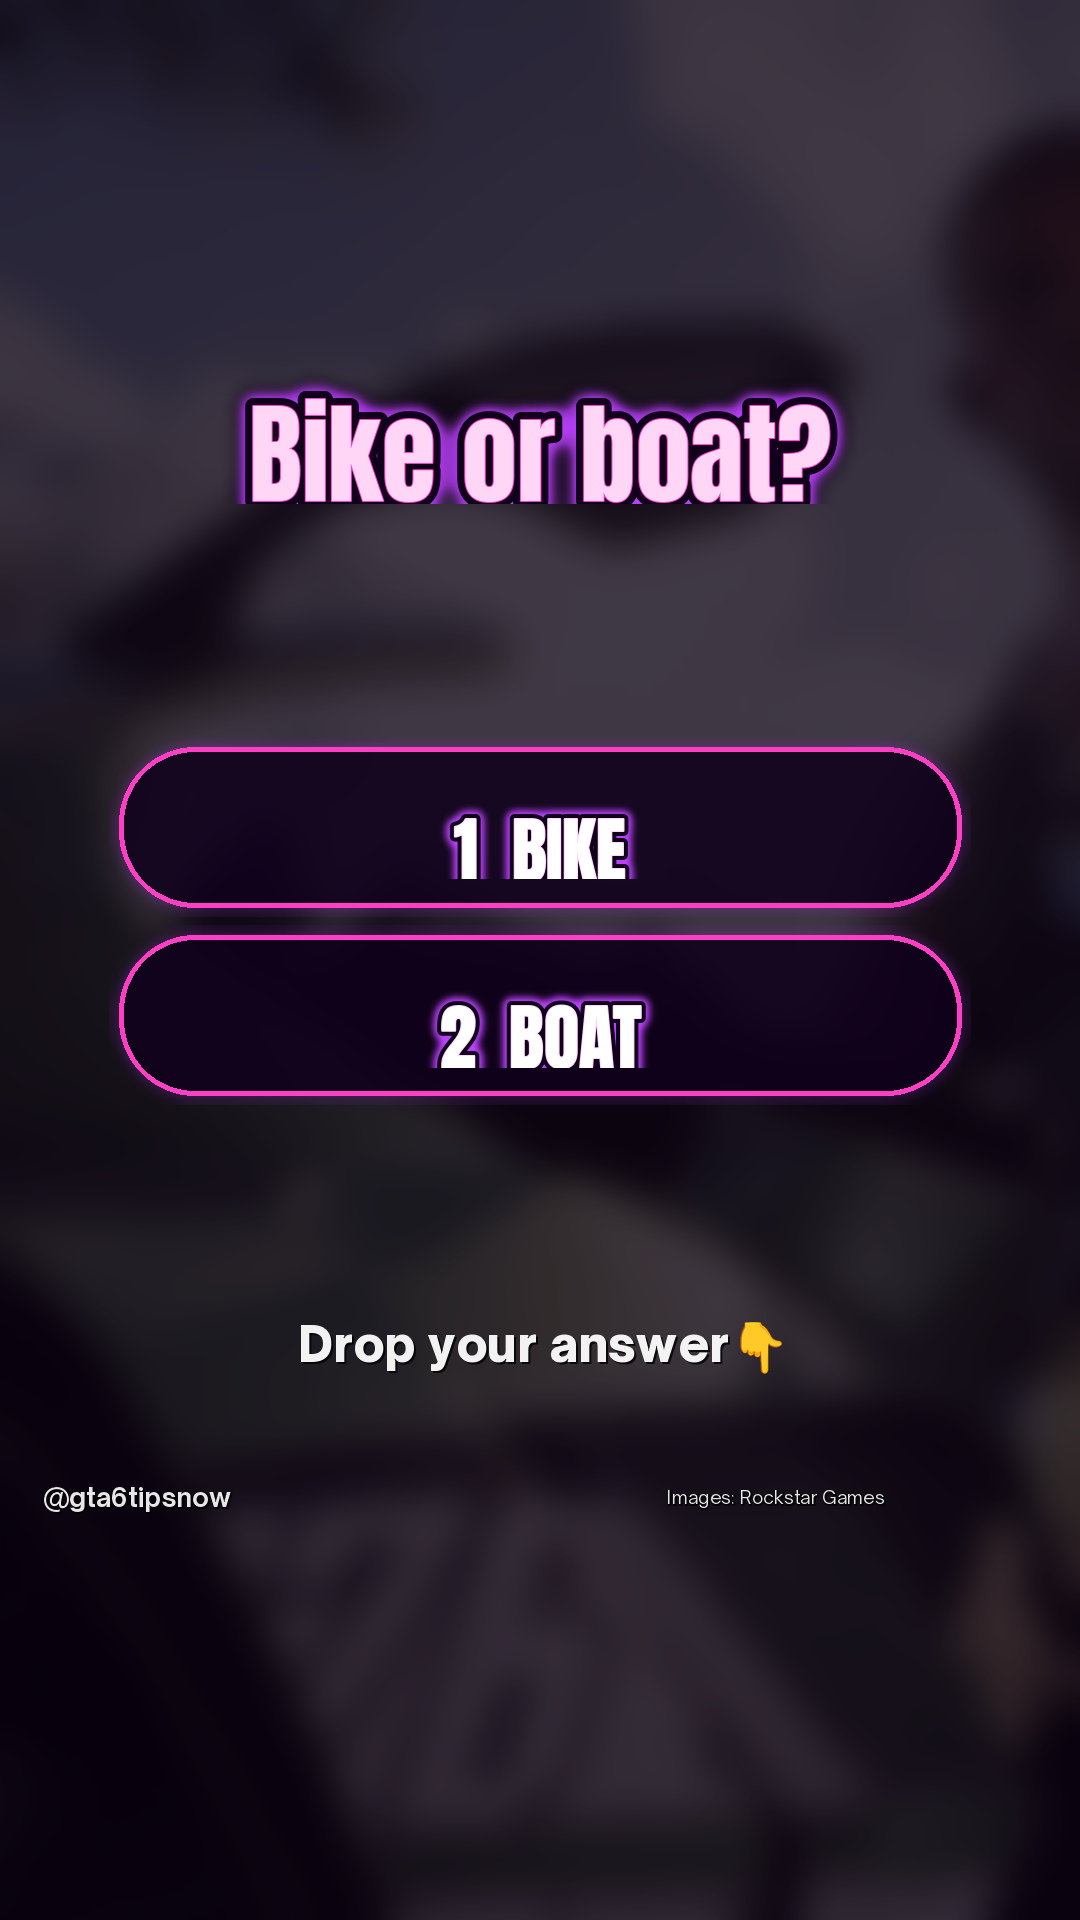 Bike or boat?
1 BIKE
2 BOAT
Drop your answer👇
@gta6tipsnow
Images: Rockstar Games